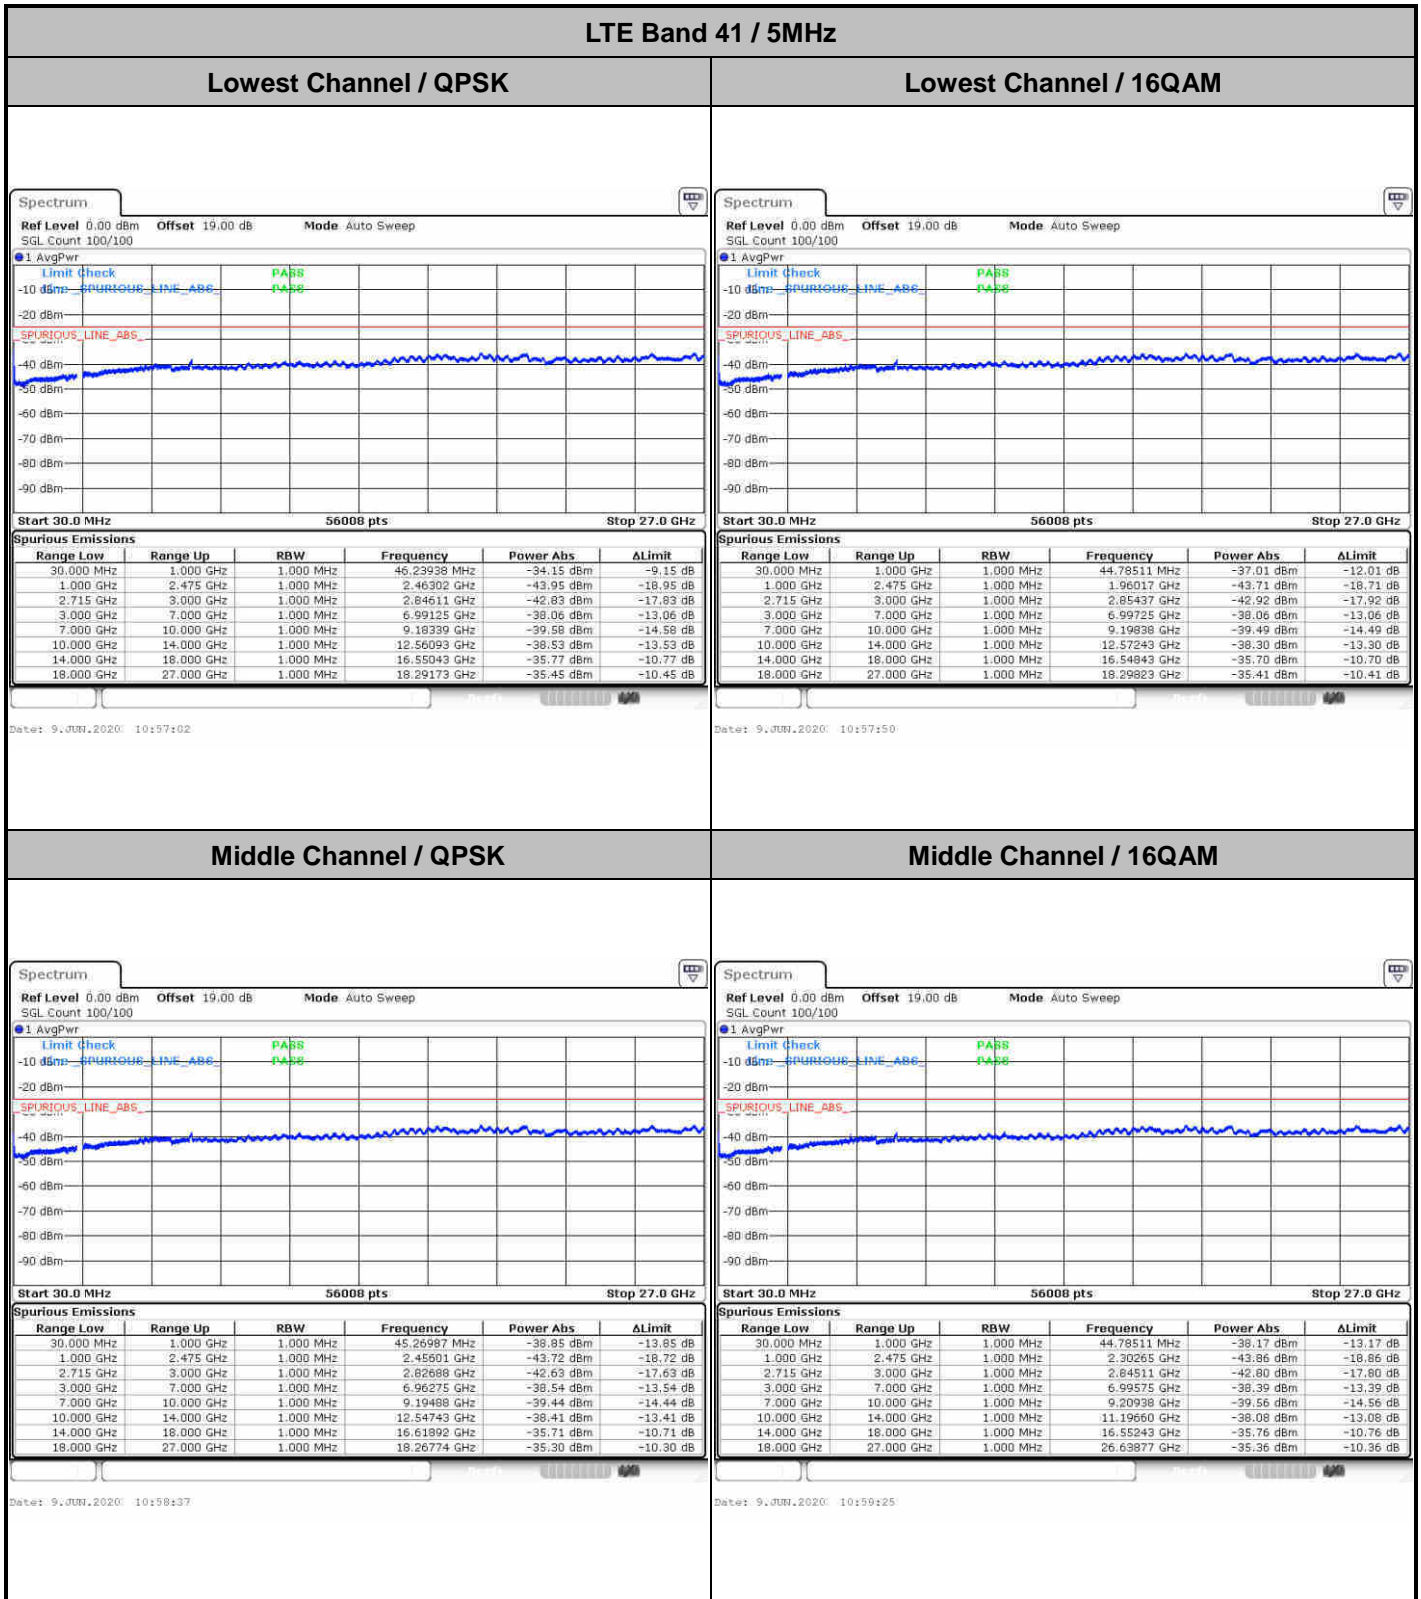 LTE Band 41 / 5MHz
Lowest Channel / QPSK
Lowest Channel / 16QAM
Spectrum
Ref Level 0.00 dBm Offset 19.00 dB Mode Auto Sweep
SGL Count 100/100
1 AvgPwr
Limit Check PASS
-10 dBm Line _SPURIOUS_LINE_ABS_ PASS
-20 dBm
_SPURIOUS_LINE_ABS_
-40 dBm
-50 dBm
-60 dBm
-70 dBm
-80 dBm
-90 dBm
Start 30.0 MHz 56008 pts Stop 27.0 GHz
Spurious Emissions
Range Low Range Up RBW Frequency Power Abs ΔLimit
30.000 MHz 1.000 GHz 1.000 MHz 46.23938 MHz -34.15 dBm -9.15 dB
1.000 GHz 2.475 GHz 1.000 MHz 2.46302 GHz -43.95 dBm -18.95 dB
2.715 GHz 3.000 GHz 1.000 MHz 2.84611 GHz -42.83 dBm -17.83 dB
3.000 GHz 7.000 GHz 1.000 MHz 6.99125 GHz -38.06 dBm -13.06 dB
7.000 GHz 10.000 GHz 1.000 MHz 9.18339 GHz -39.58 dBm -14.58 dB
10.000 GHz 14.000 GHz 1.000 MHz 12.56093 GHz -38.53 dBm -13.53 dB
14.000 GHz 18.000 GHz 1.000 MHz 16.55043 GHz -35.77 dBm -10.77 dB
18.000 GHz 27.000 GHz 1.000 MHz 18.29173 GHz -35.45 dBm -10.45 dB
Date: 9.JUN.2020 10:57:02
Spectrum
Ref Level 0.00 dBm Offset 19.00 dB Mode Auto Sweep
SGL Count 100/100
1 AvgPwr
Limit Check PASS
-10 dBm Line _SPURIOUS_LINE_ABS_ PASS
-20 dBm
_SPURIOUS_LINE_ABS_
-40 dBm
-50 dBm
-60 dBm
-70 dBm
-80 dBm
-90 dBm
Start 30.0 MHz 56008 pts Stop 27.0 GHz
Spurious Emissions
Range Low Range Up RBW Frequency Power Abs ΔLimit
30.000 MHz 1.000 GHz 1.000 MHz 44.78511 MHz -37.01 dBm -12.01 dB
1.000 GHz 2.475 GHz 1.000 MHz 1.96017 GHz -43.71 dBm -18.71 dB
2.715 GHz 3.000 GHz 1.000 MHz 2.85437 GHz -42.92 dBm -17.92 dB
3.000 GHz 7.000 GHz 1.000 MHz 6.99725 GHz -38.06 dBm -13.06 dB
7.000 GHz 10.000 GHz 1.000 MHz 9.19838 GHz -39.49 dBm -14.49 dB
10.000 GHz 14.000 GHz 1.000 MHz 12.57243 GHz -38.30 dBm -13.30 dB
14.000 GHz 18.000 GHz 1.000 MHz 16.54843 GHz -35.70 dBm -10.70 dB
18.000 GHz 27.000 GHz 1.000 MHz 18.29823 GHz -35.41 dBm -10.41 dB
Date: 9.JUN.2020 10:57:50
Middle Channel / QPSK
Middle Channel / 16QAM
Spectrum
Ref Level 0.00 dBm Offset 19.00 dB Mode Auto Sweep
SGL Count 100/100
1 AvgPwr
Limit Check PASS
-10 dBm Line _SPURIOUS_LINE_ABS_ PASS
-20 dBm
_SPURIOUS_LINE_ABS_
-40 dBm
-50 dBm
-60 dBm
-70 dBm
-80 dBm
-90 dBm
Start 30.0 MHz 56008 pts Stop 27.0 GHz
Spurious Emissions
Range Low Range Up RBW Frequency Power Abs ΔLimit
30.000 MHz 1.000 GHz 1.000 MHz 45.26987 MHz -38.85 dBm -13.85 dB
1.000 GHz 2.475 GHz 1.000 MHz 2.45601 GHz -43.72 dBm -18.72 dB
2.715 GHz 3.000 GHz 1.000 MHz 2.82688 GHz -42.63 dBm -17.63 dB
3.000 GHz 7.000 GHz 1.000 MHz 6.96275 GHz -38.54 dBm -13.54 dB
7.000 GHz 10.000 GHz 1.000 MHz 9.19488 GHz -39.44 dBm -14.44 dB
10.000 GHz 14.000 GHz 1.000 MHz 12.54743 GHz -38.41 dBm -13.41 dB
14.000 GHz 18.000 GHz 1.000 MHz 16.61892 GHz -35.71 dBm -10.71 dB
18.000 GHz 27.000 GHz 1.000 MHz 18.26774 GHz -35.30 dBm -10.30 dB
Date: 9.JUN.2020 10:58:37
Spectrum
Ref Level 0.00 dBm Offset 19.00 dB Mode Auto Sweep
SGL Count 100/100
1 AvgPwr
Limit Check PASS
-10 dBm Line _SPURIOUS_LINE_ABS_ PASS
-20 dBm
_SPURIOUS_LINE_ABS_
-40 dBm
-50 dBm
-60 dBm
-70 dBm
-80 dBm
-90 dBm
Start 30.0 MHz 56008 pts Stop 27.0 GHz
Spurious Emissions
Range Low Range Up RBW Frequency Power Abs ΔLimit
30.000 MHz 1.000 GHz 1.000 MHz 44.78511 MHz -38.17 dBm -13.17 dB
1.000 GHz 2.475 GHz 1.000 MHz 2.30265 GHz -43.86 dBm -18.86 dB
2.715 GHz 3.000 GHz 1.000 MHz 2.84511 GHz -42.80 dBm -17.80 dB
3.000 GHz 7.000 GHz 1.000 MHz 6.99575 GHz -38.39 dBm -13.39 dB
7.000 GHz 10.000 GHz 1.000 MHz 9.20938 GHz -39.56 dBm -14.56 dB
10.000 GHz 14.000 GHz 1.000 MHz 11.19660 GHz -38.08 dBm -13.08 dB
14.000 GHz 18.000 GHz 1.000 MHz 16.55243 GHz -35.76 dBm -10.76 dB
18.000 GHz 27.000 GHz 1.000 MHz 26.63877 GHz -35.36 dBm -10.36 dB
Date: 9.JUN.2020 10:59:25